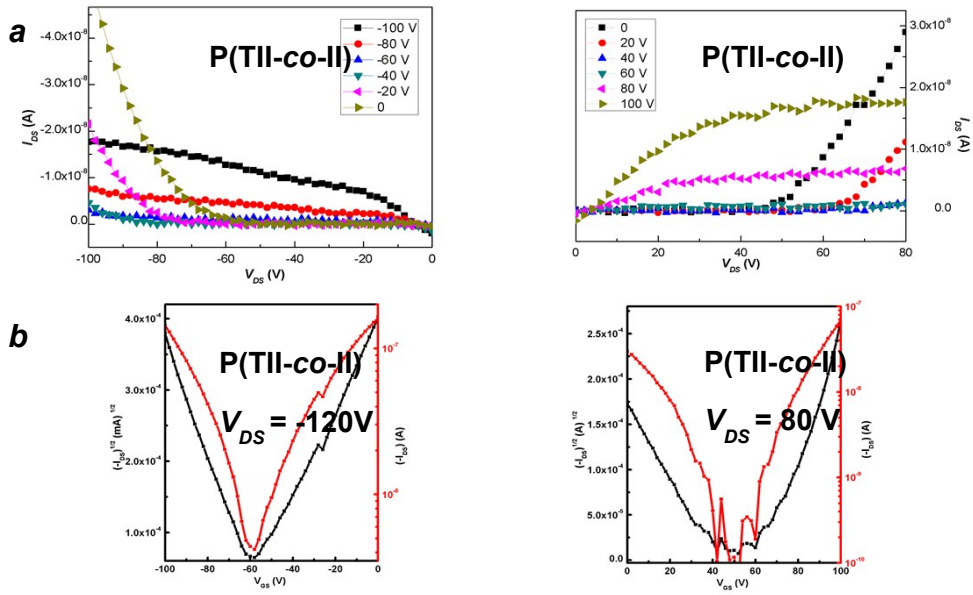 a
P(TII-co-II)
-100 V
-80 V
-60 V
-40 V
-20 V
0
-4.0x10⁻⁸
-3.0x10⁻⁸
-2.0x10⁻⁸
-1.0x10⁻⁸
0.0
I_DS (A)
-100 -80 -60 -40 -20 0
V_DS (V)
P(TII-co-II)
0
20 V
40 V
60 V
80 V
100 V
3.0x10⁻⁸
2.0x10⁻⁸
1.0x10⁻⁸
0.0
I_DS (A)
0 20 40 60 80
V_DS (V)
b
P(TII-co-II)
V_DS = -120V
4.0x10⁻⁴
3.0x10⁻⁴
2.0x10⁻⁴
1.0x10⁻⁴
(-I_DS)^1/2 (mA)^1/2
10⁻⁷
10⁻⁸
(-I_DS) (A)
-100 -80 -60 -40 -20 0
V_GS (V)
P(TII-co-II)
V_DS = 80 V
2.5x10⁻⁴
2.0x10⁻⁴
1.5x10⁻⁴
1.0x10⁻⁴
5.0x10⁻⁵
0.0
(-I_DS)^1/2 (A)^1/2
10⁻⁷
10⁻⁸
10⁻⁹
10⁻¹⁰
(-I_DS) (A)
0 20 40 60 80 100
V_GS (V)